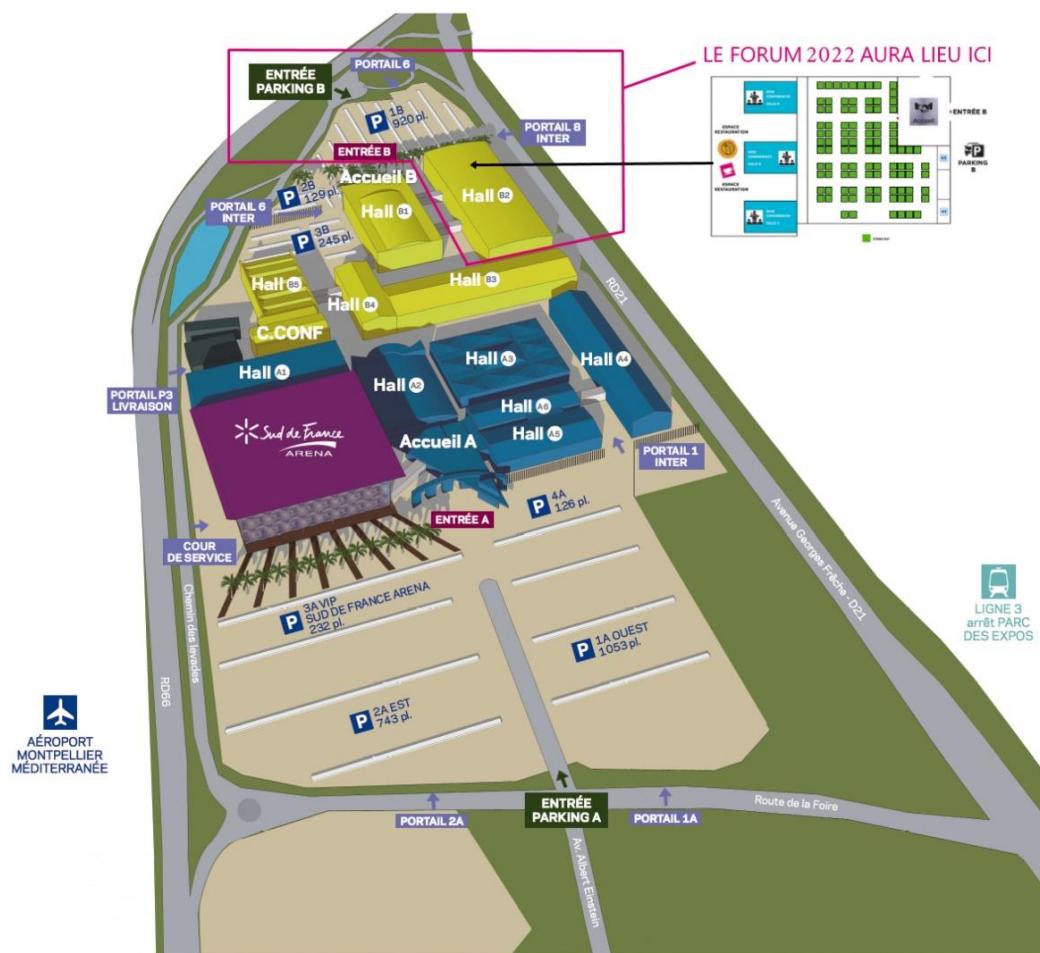 LE FORUM 2022 AURA LIEU ICI
PORTAIL 6
ENTRÉE
PARKING B
P
1B
920 pl.
PORTAIL 8
INTER
ENTRÉE B
Accueil B
2B
129 pl.
P
PORTAIL 6
INTER
Hall B1
Hall B2
3B
245 pl.
P
Hall B5
Hall B4
Hall B3
C.CONF
RD21
Hall A1
Hall A2
Hall A3
Hall A4
Hall A6
Hall A5
PORTAIL P3
LIVRAISON
Sud de France
ARENA
Accueil A
PORTAIL 1
INTER
ENTRÉE A
P
4A
126 pl.
COUR
DE SERVICE
Chemin des levades
RD66
P
3A VIP
SUD DE FRANCE ARENA
232 pl.
P
1A OUEST
1053 pl.
P
2A EST
743 pl.
Avenue Georges Frêche - D21
LIGNE 3
arrêt PARC
DES EXPOS
AÉROPORT
MONTPELLIER
MÉDITERRANÉE
PORTAIL 2A
ENTRÉE
PARKING A
PORTAIL 1A
Route de la Foire
Av. Albert Einstein
ESPACE
RESTAURATION
ESPACE
RESTAURATION
Accueil
ENTRÉE B
P
PARKING
B